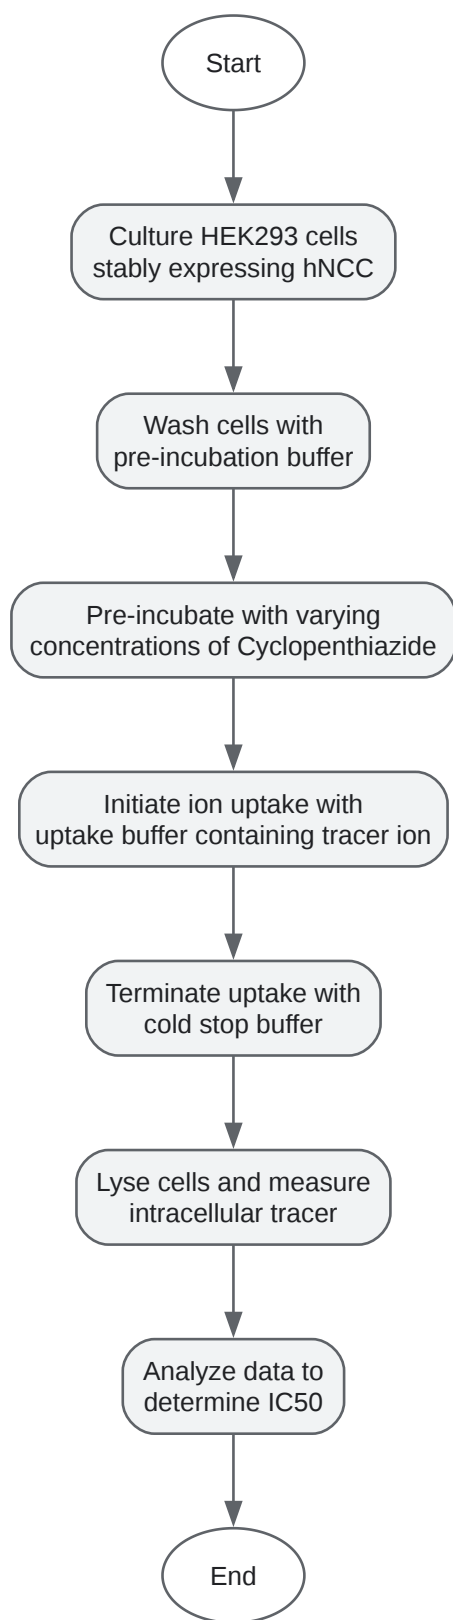 Start
Culture HEK293 cells
stably expressing hNCC
Wash cells with
pre-incubation buffer
Pre-incubate with varying
concentrations of Cyclopenthiazide
Initiate ion uptake with
uptake buffer containing tracer ion
Terminate uptake with
cold stop buffer
Lyse cells and measure
intracellular tracer
Analyze data to
determine IC50
End